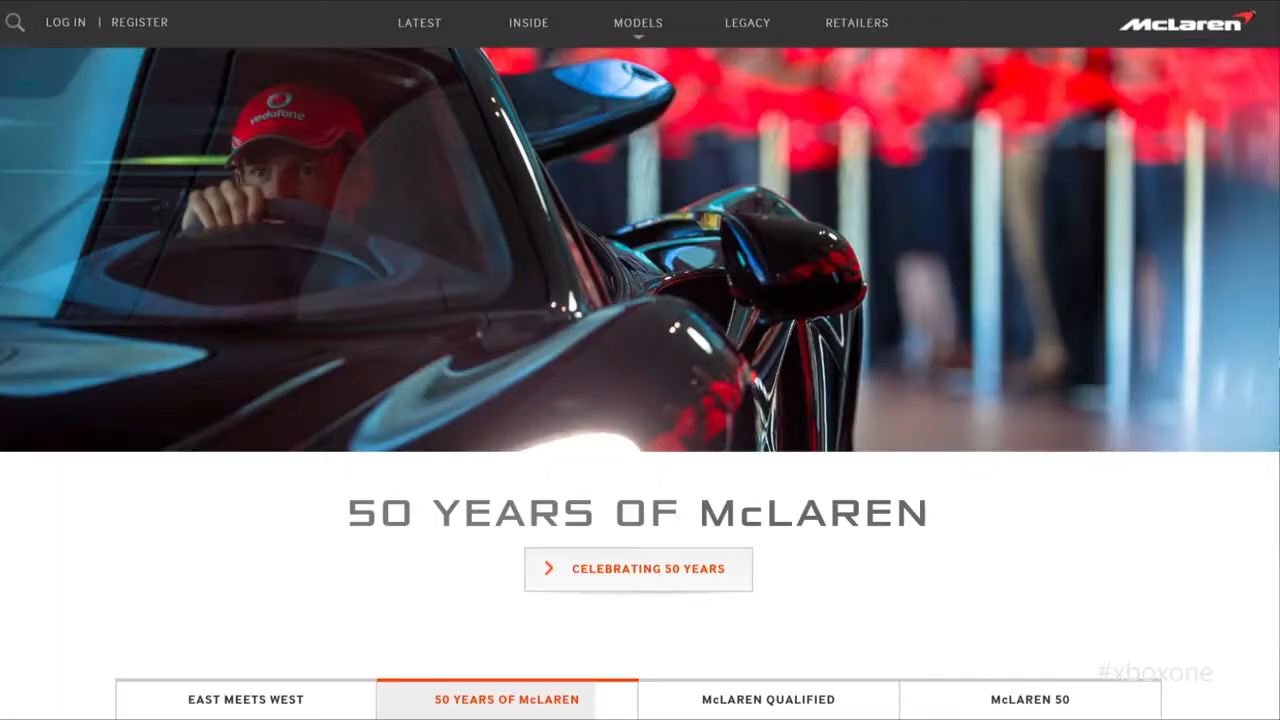 LOG IN | REGISTER
LATEST
INSIDE
MODELS
LEGACY
RETAILERS
McLaren
vodafone
50 YEARS OF McLAREN
CELEBRATING 50 YEARS
#xboxone
EAST MEETS WEST
50 YEARS OF McLAREN
McLAREN QUALIFIED
McLAREN 50